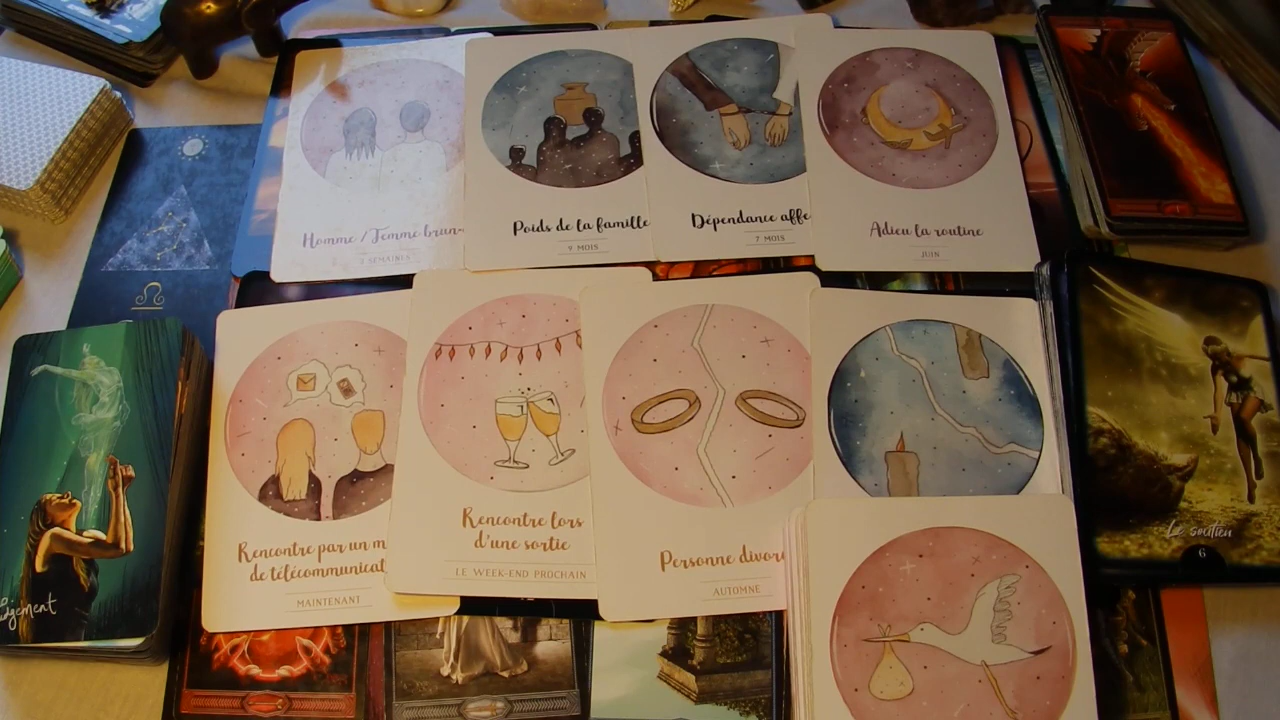 Homme / Femme brun
3 SEMAINES
Poids de la famille
9 MOIS
Dépendance affe
7 MOIS
Adieu la routine
JUIN
Rencontre par un m
de télécommunicat
MAINTENANT
Rencontre lors
d'une sortie
LE WEEK-END PROCHAIN
Personne divor
AUTOMNE
Le soutien
6
Judgement